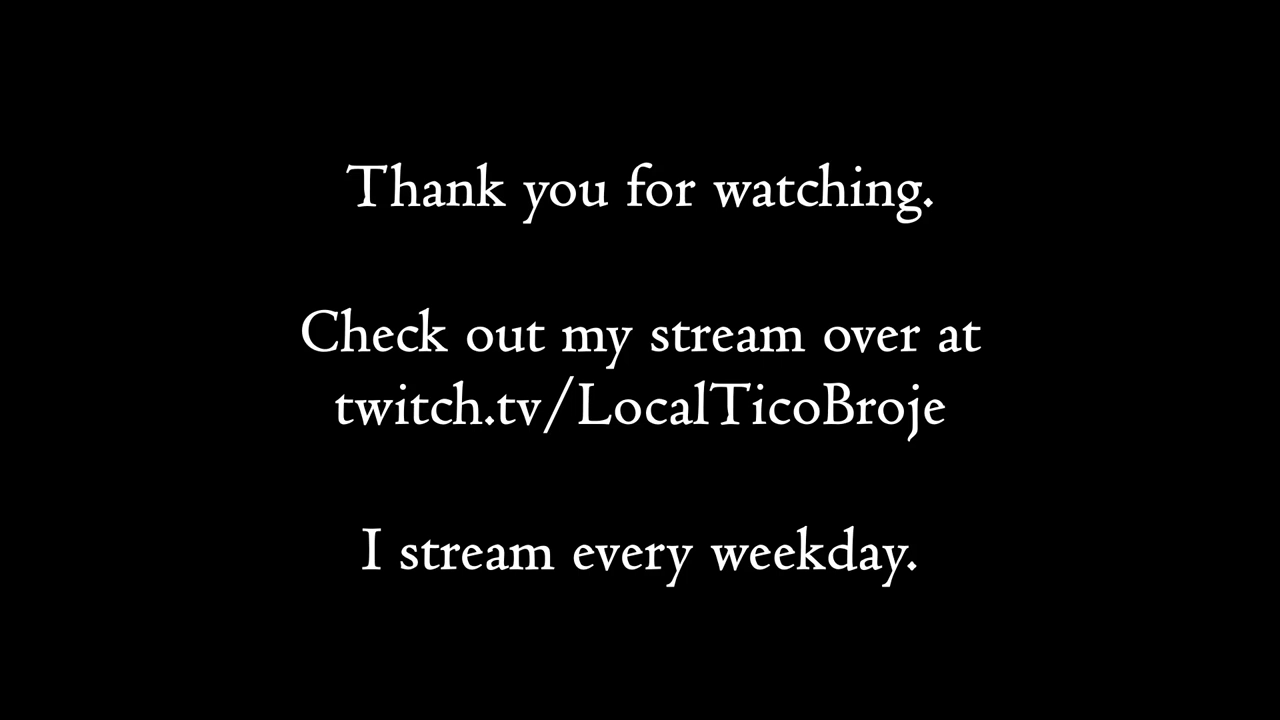 Thank you for watching.
Check out my stream over at
twitch.tv/LocalTicoBroje
I stream every weekday.